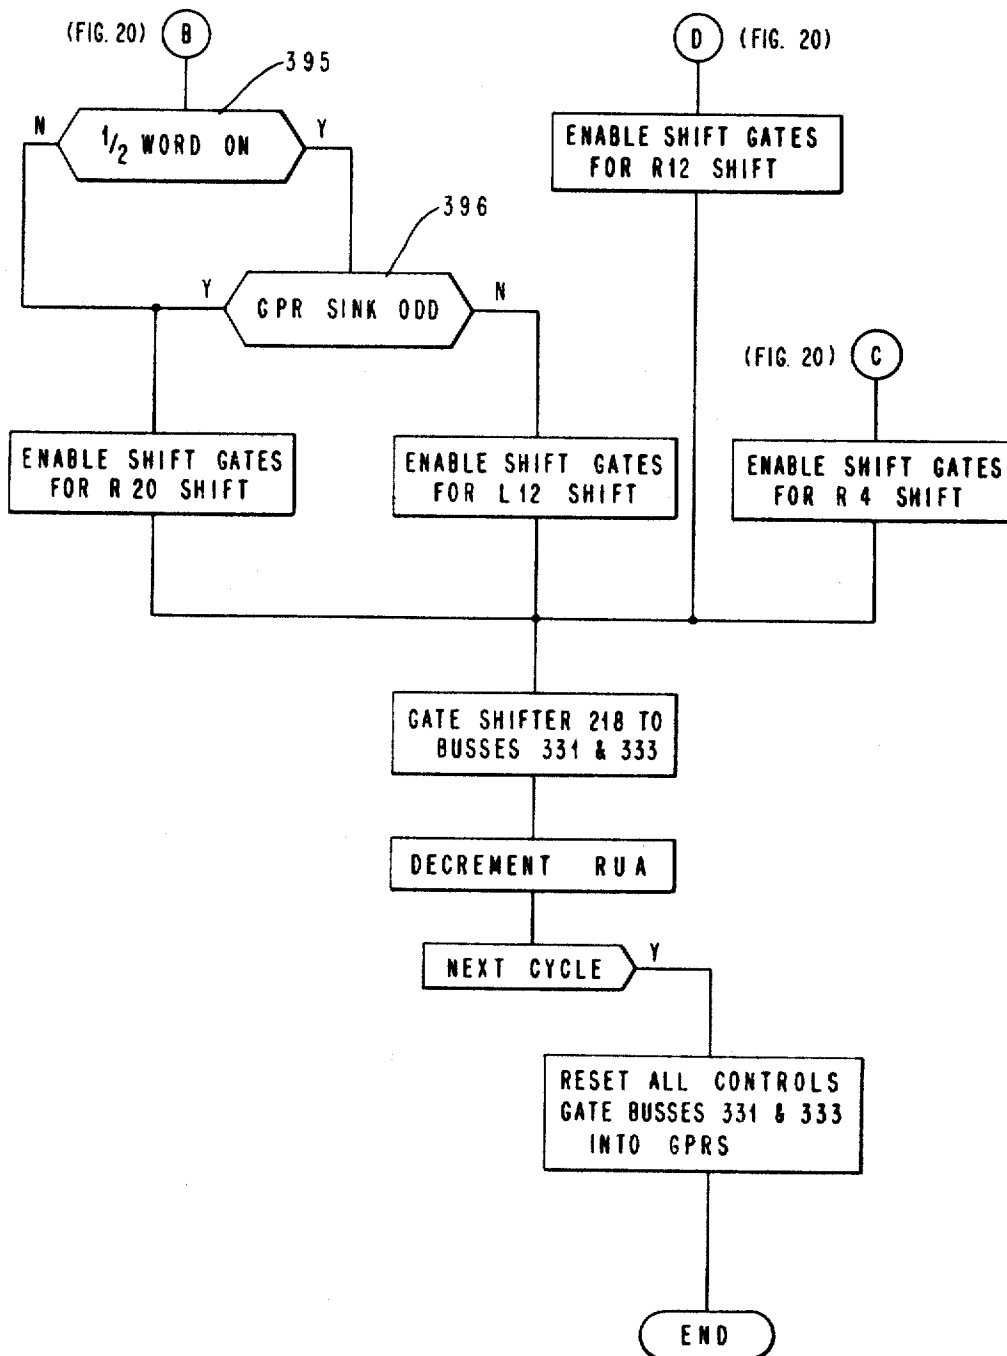 (FIG. 20) B
395
N
1/2 WORD ON
Y
D (FIG. 20)
ENABLE SHIFT GATES
FOR R12 SHIFT
396
Y
GPR SINK ODD
N
(FIG. 20) C
ENABLE SHIFT GATES
FOR R 20 SHIFT
ENABLE SHIFT GATES
FOR L12 SHIFT
ENABLE SHIFT GATES
FOR R 4 SHIFT
GATE SHIFTER 218 TO
BUSSES 331 & 333
DECREMENT RUA
NEXT CYCLE
Y
RESET ALL CONTROLS
GATE BUSSES 331 & 333
INTO GPRS
END